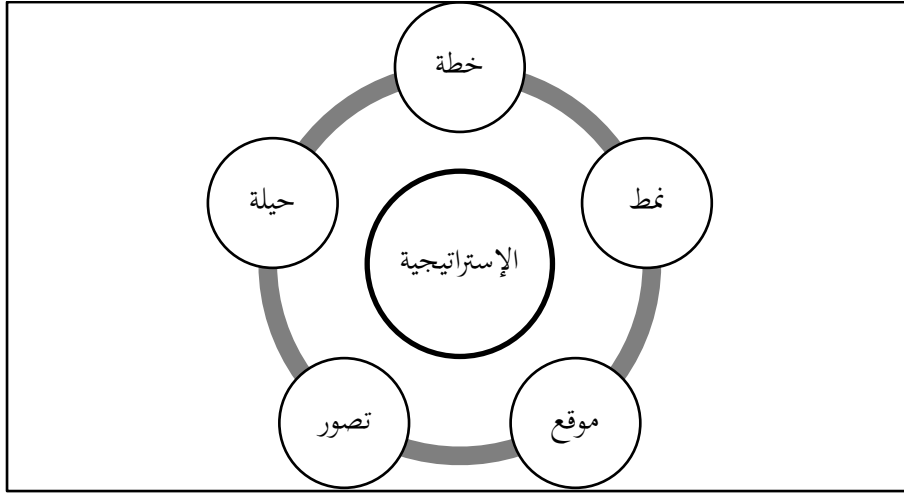 خطة
نمط
حيلة
الإستراتيجية
موقع
تصور